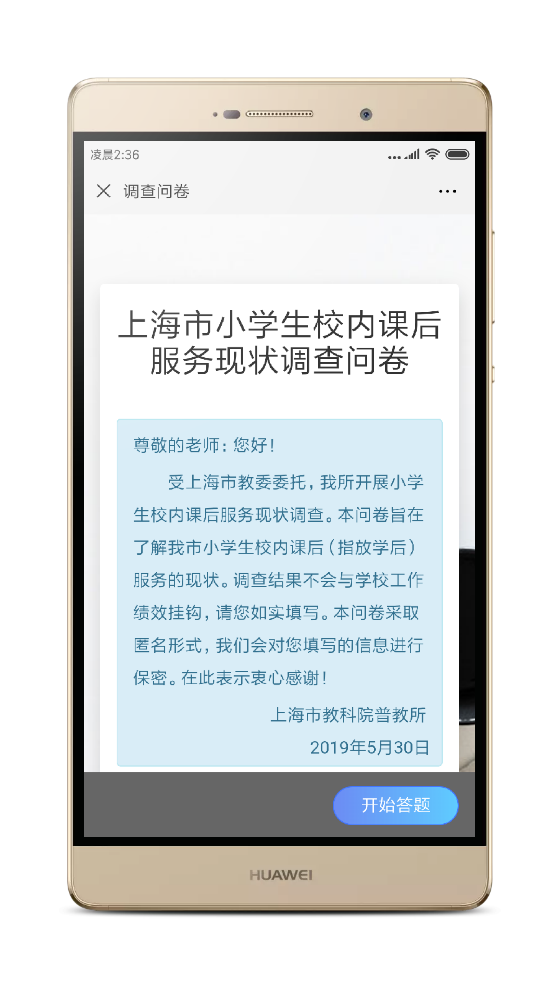 凌晨2:36
调查问卷
上海市小学生校内课后
服务现状调查问卷
尊敬的老师：您好！
受上海市教委委托，我所开展小学
生校内课后服务现状调查。本问卷旨在
了解我市小学生校内课后（指放学后）
服务的现状。调查结果不会与学校工作
绩效挂钩，请您如实填写。本问卷采取
匿名形式，我们会对您填写的信息进行
保密。在此表示衷心感谢！
上海市教科院普教所
2019年5月30日
开始答题
HUAWEI